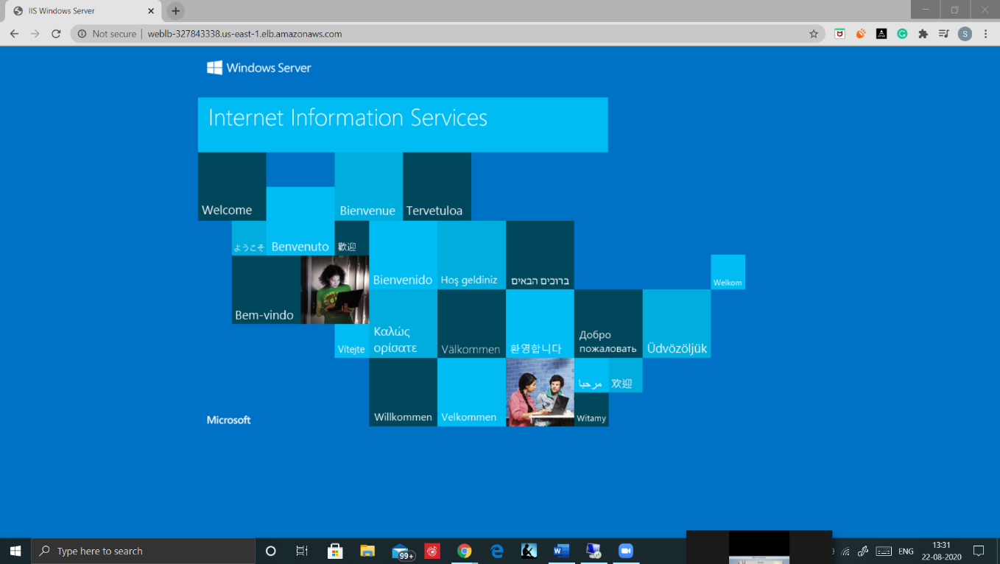 IIS Windows Server
Not secure
weblb-327843338.us-east-1.elb.amazonaws.com
S
Windows Server
Internet Information Services
Welcome
Bienvenue
Tervetuloa
ようこそ
Benvenuto
歡迎
Bienvenido
Hoş geldiniz
ברוכים הבאים
Welkom
Bem-vindo
Vítejte
Καλώς
ορίσατε
Välkommen
환영합니다
Добро
пожаловать
Üdvözöljük
مرحبا
欢迎
Willkommen
Velkommen
Witamy
Microsoft
Type here to search
99+
ENG
13:31
22-08-2020